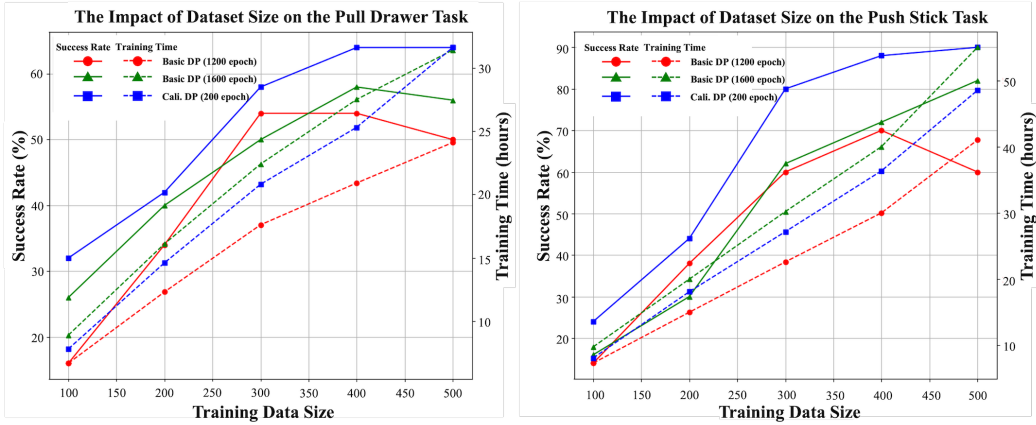 The Impact of Dataset Size on the Pull Drawer Task
Success Rate Training Time
Basic DP (1200 epoch)
Basic DP (1600 epoch)
Cali. DP (200 epoch)
Success Rate (%)
60
50
40
30
20
30
25
20
15
10
Training Time (hours)
100 150 200 250 300 350 400 450 500
Training Data Size
The Impact of Dataset Size on the Push Stick Task
Success Rate Training Time
Basic DP (1200 epoch)
Basic DP (1600 epoch)
Cali. DP (200 epoch)
Success Rate (%)
90
80
70
60
50
40
30
20
50
40
30
20
10
Training Time (hours)
100 150 200 250 300 350 400 450 500
Training Data Size